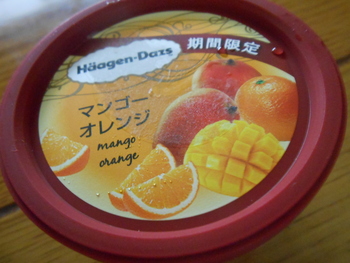 Häagen-Dazs
期間限定
マンゴー
オレンジ
mango
orange